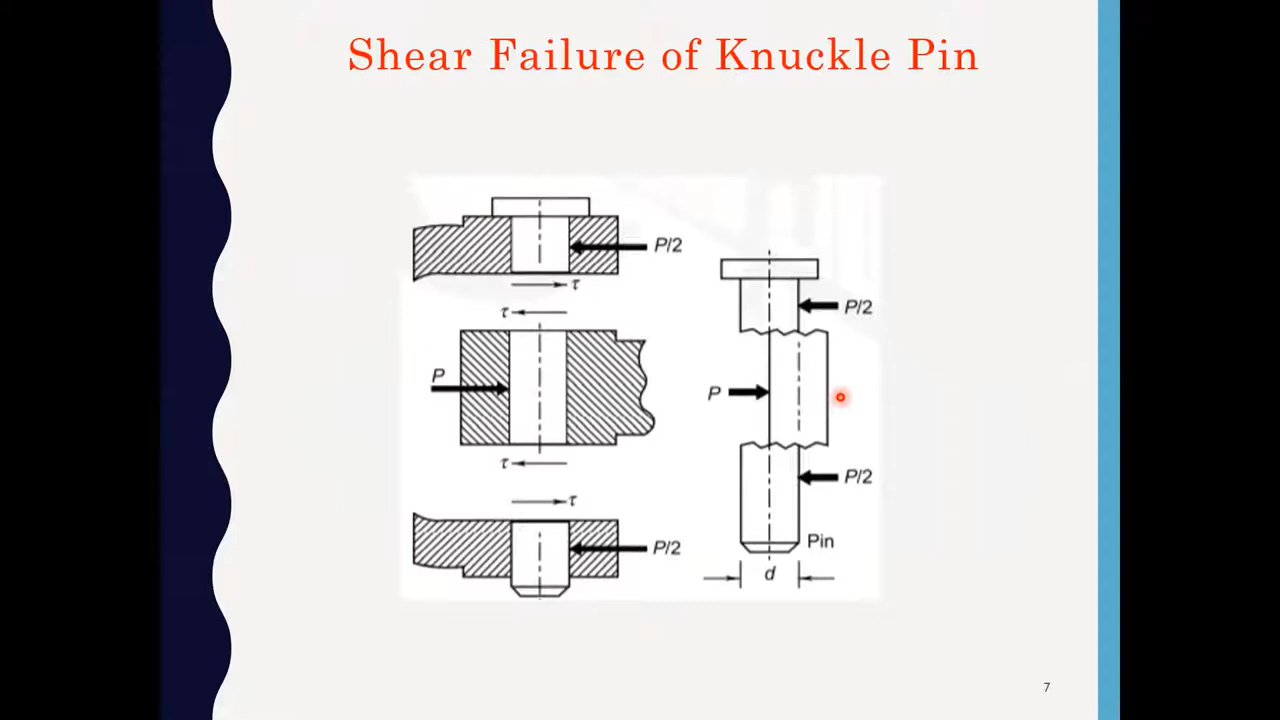 Shear Failure of Knuckle Pin
P/2
τ
τ
P
τ
τ
P/2
P/2
P
P/2
Pin
d
7